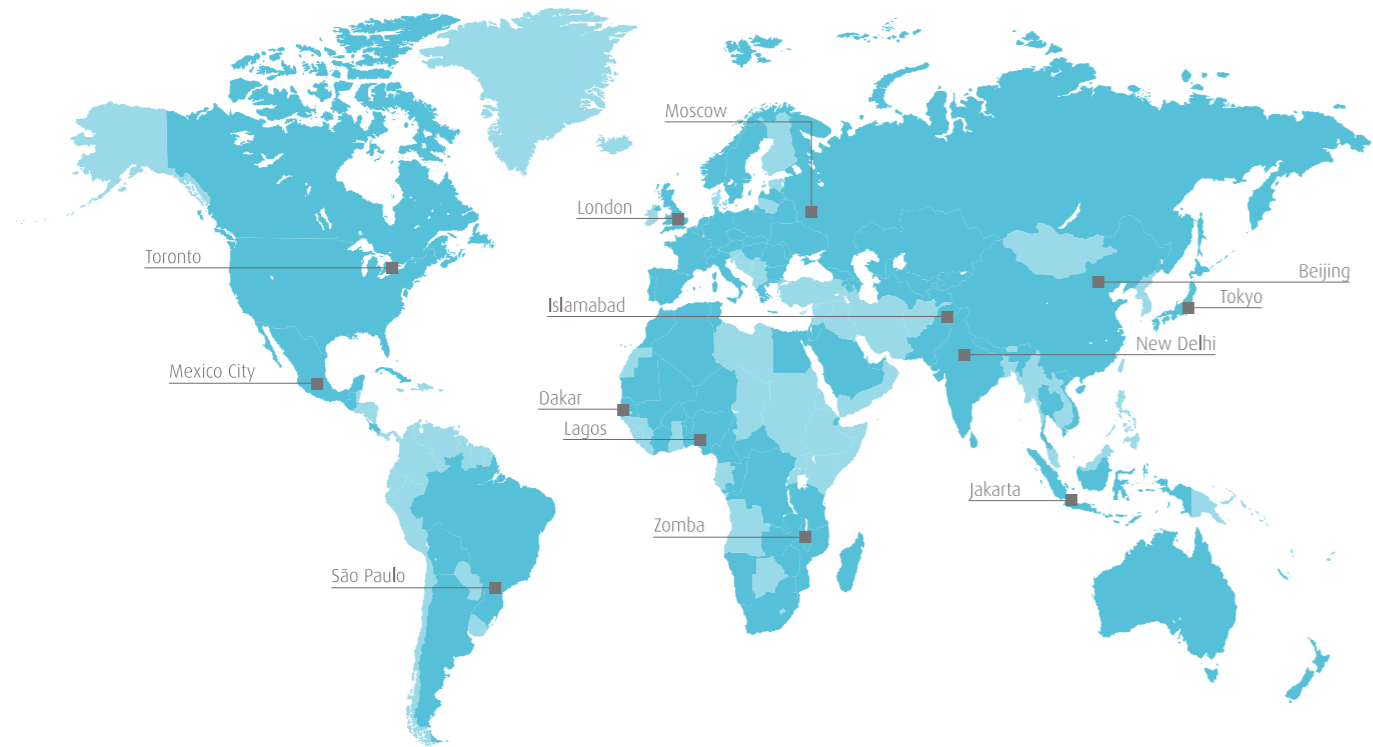 Moscow
London
Toronto
Beijing
Tokyo
Islamabad
New Delhi
Mexico City
Dakar
Lagos
Jakarta
Zomba
São Paulo